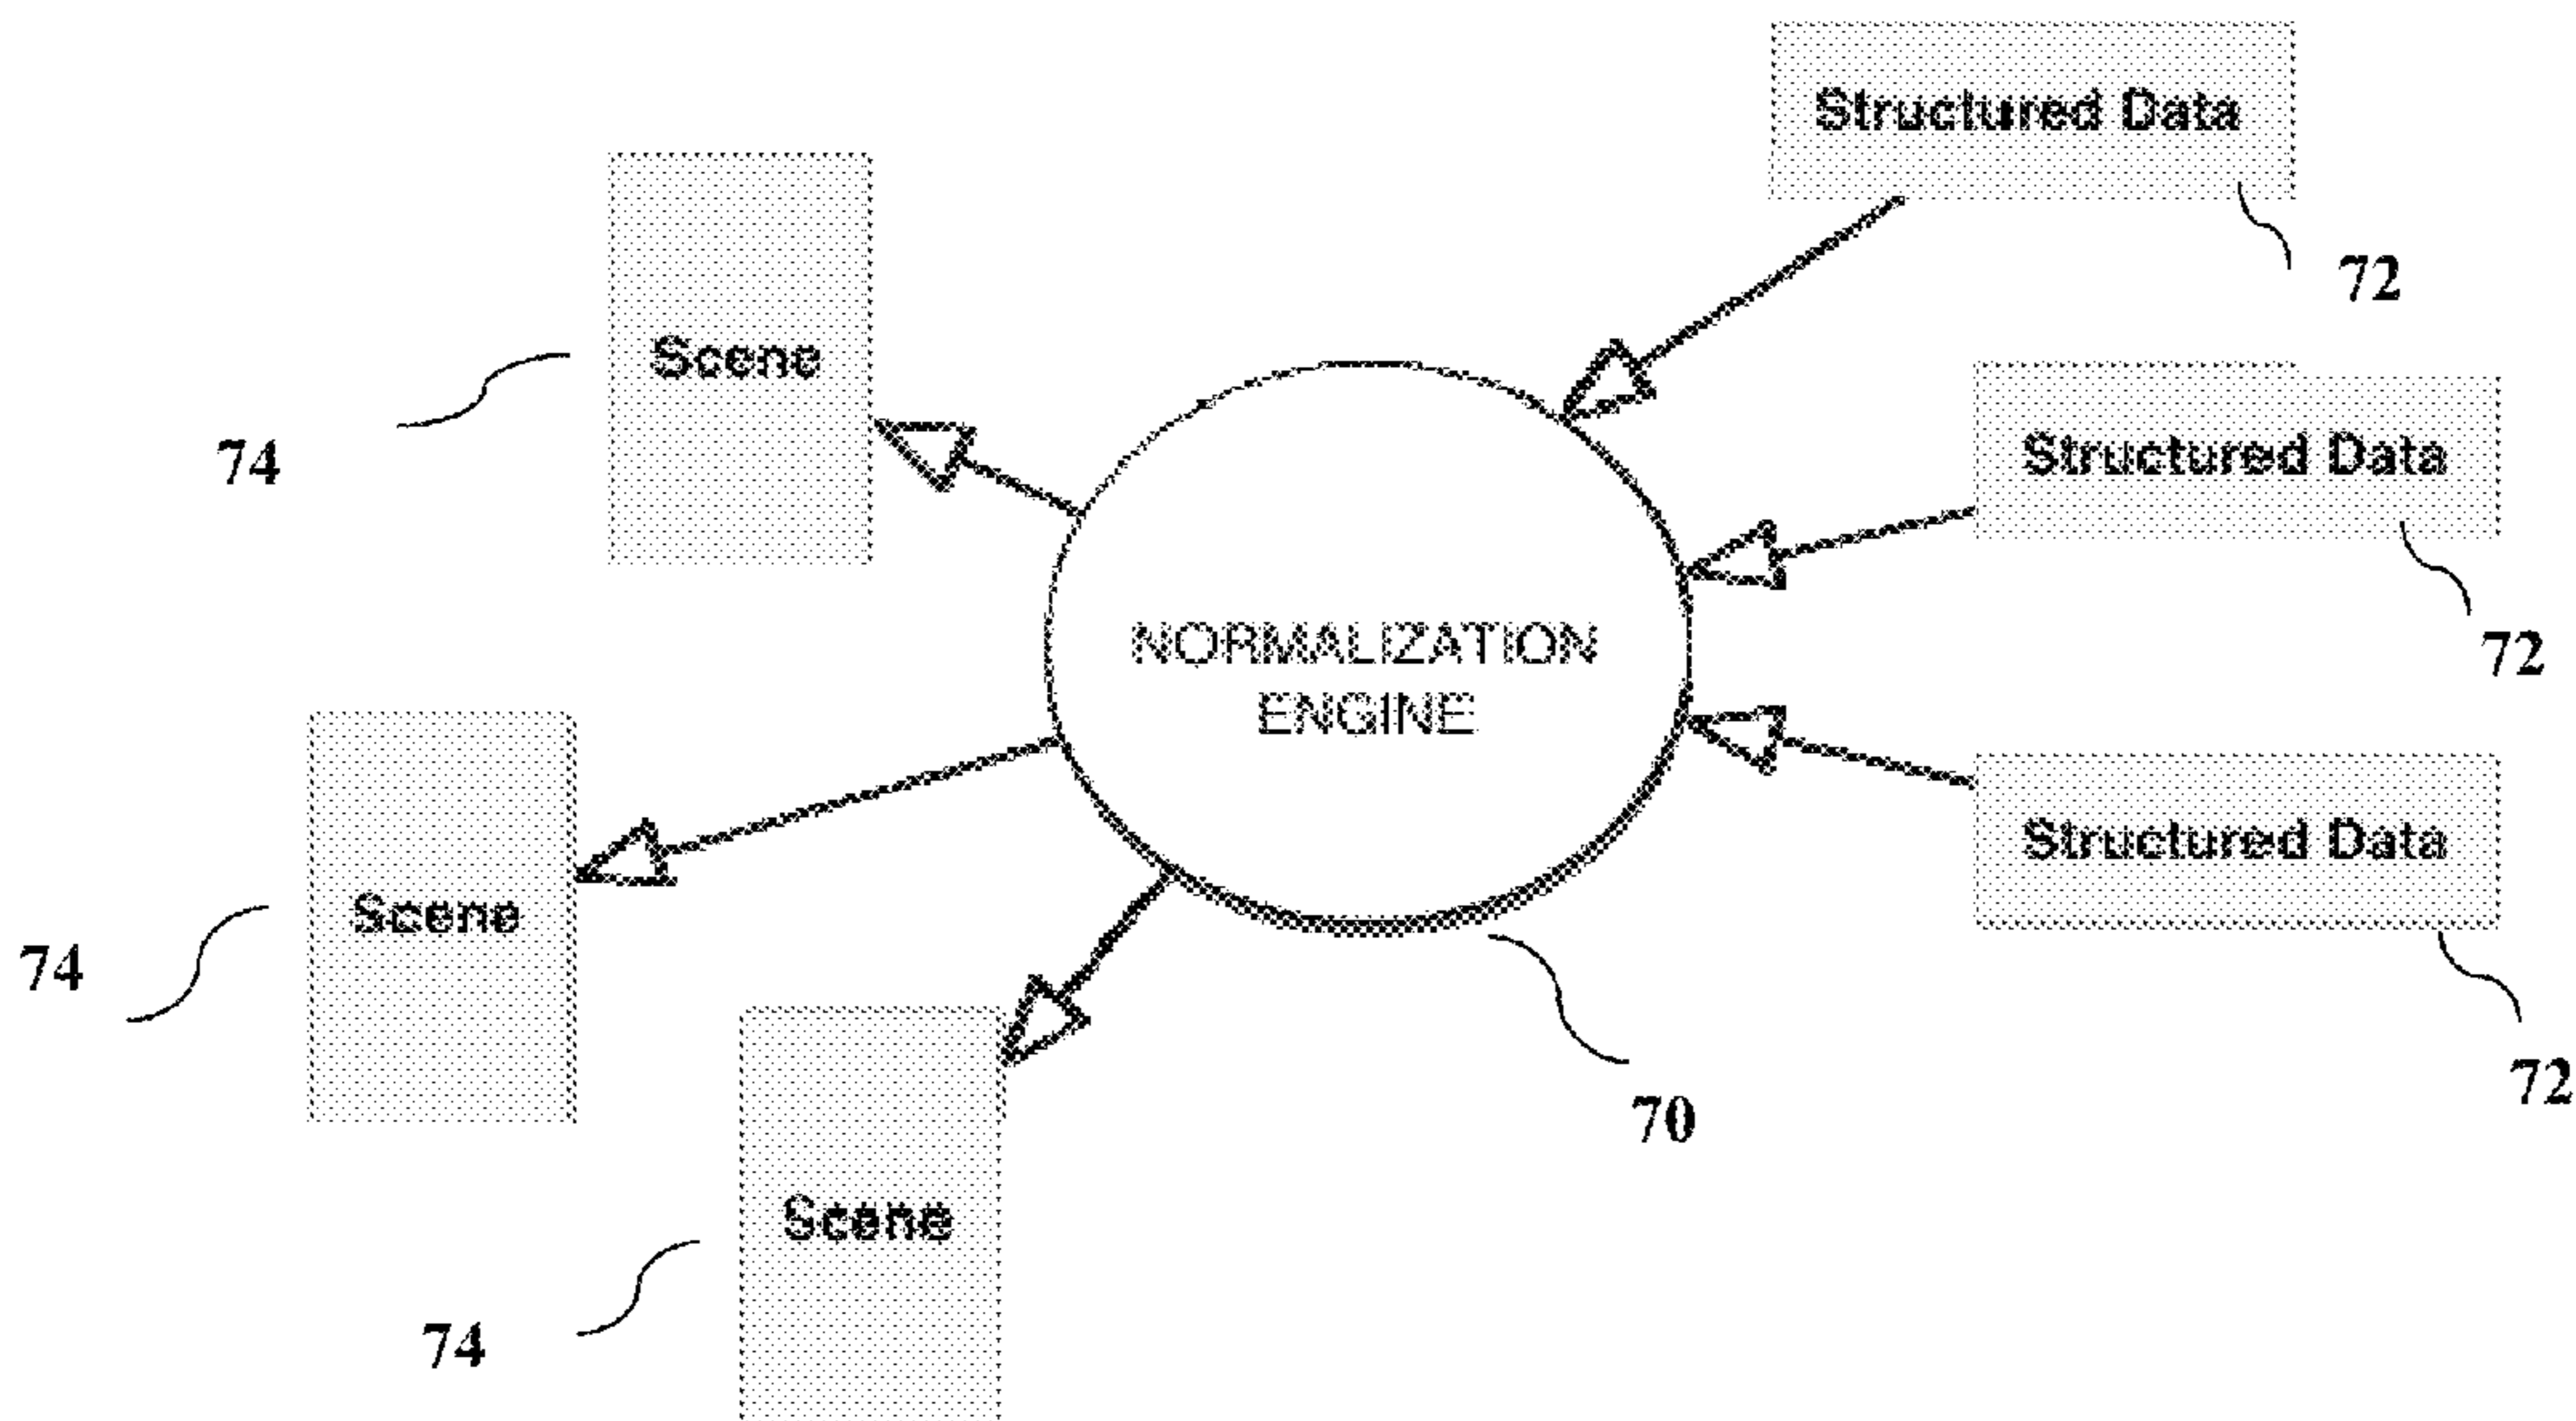 Structured Data
72
Scene
74
Structured Data
72
NORMALIZATION
ENGINE
Structured Data
72
Scene
74
70
Scene
74